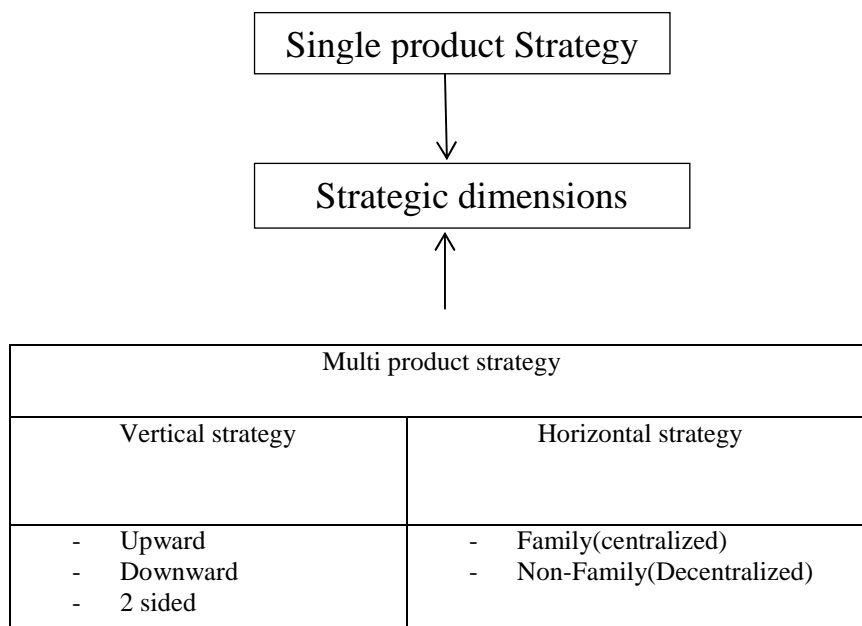 Single product Strategy
Strategic dimensions
Multi product strategy
Vertical strategy
Horizontal strategy
- Upward
- Downward
- 2 sided
- Family(centralized)
- Non-Family(Decentralized)